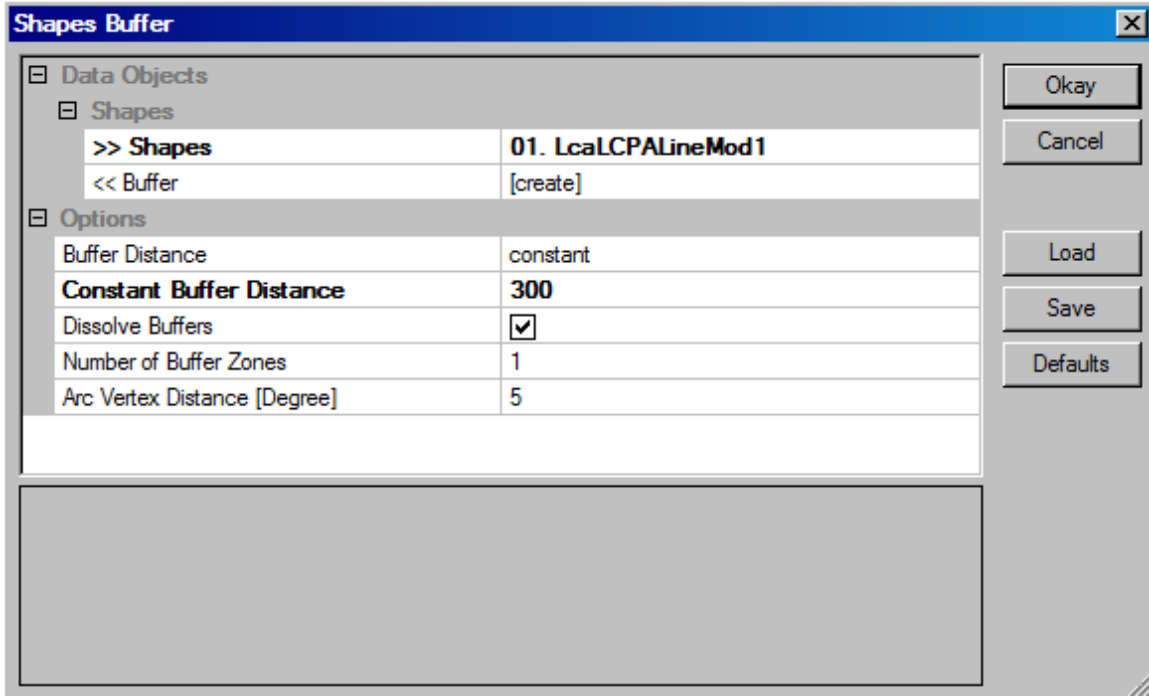 Shapes Buffer
Data Objects
Shapes
>> Shapes 01. LcaLCPALineMod1
<< Buffer [create]
Options
Buffer Distance constant
Constant Buffer Distance 300
Dissolve Buffers
Number of Buffer Zones 1
Arc Vertex Distance [Degree] 5
Okay
Cancel
Load
Save
Defaults